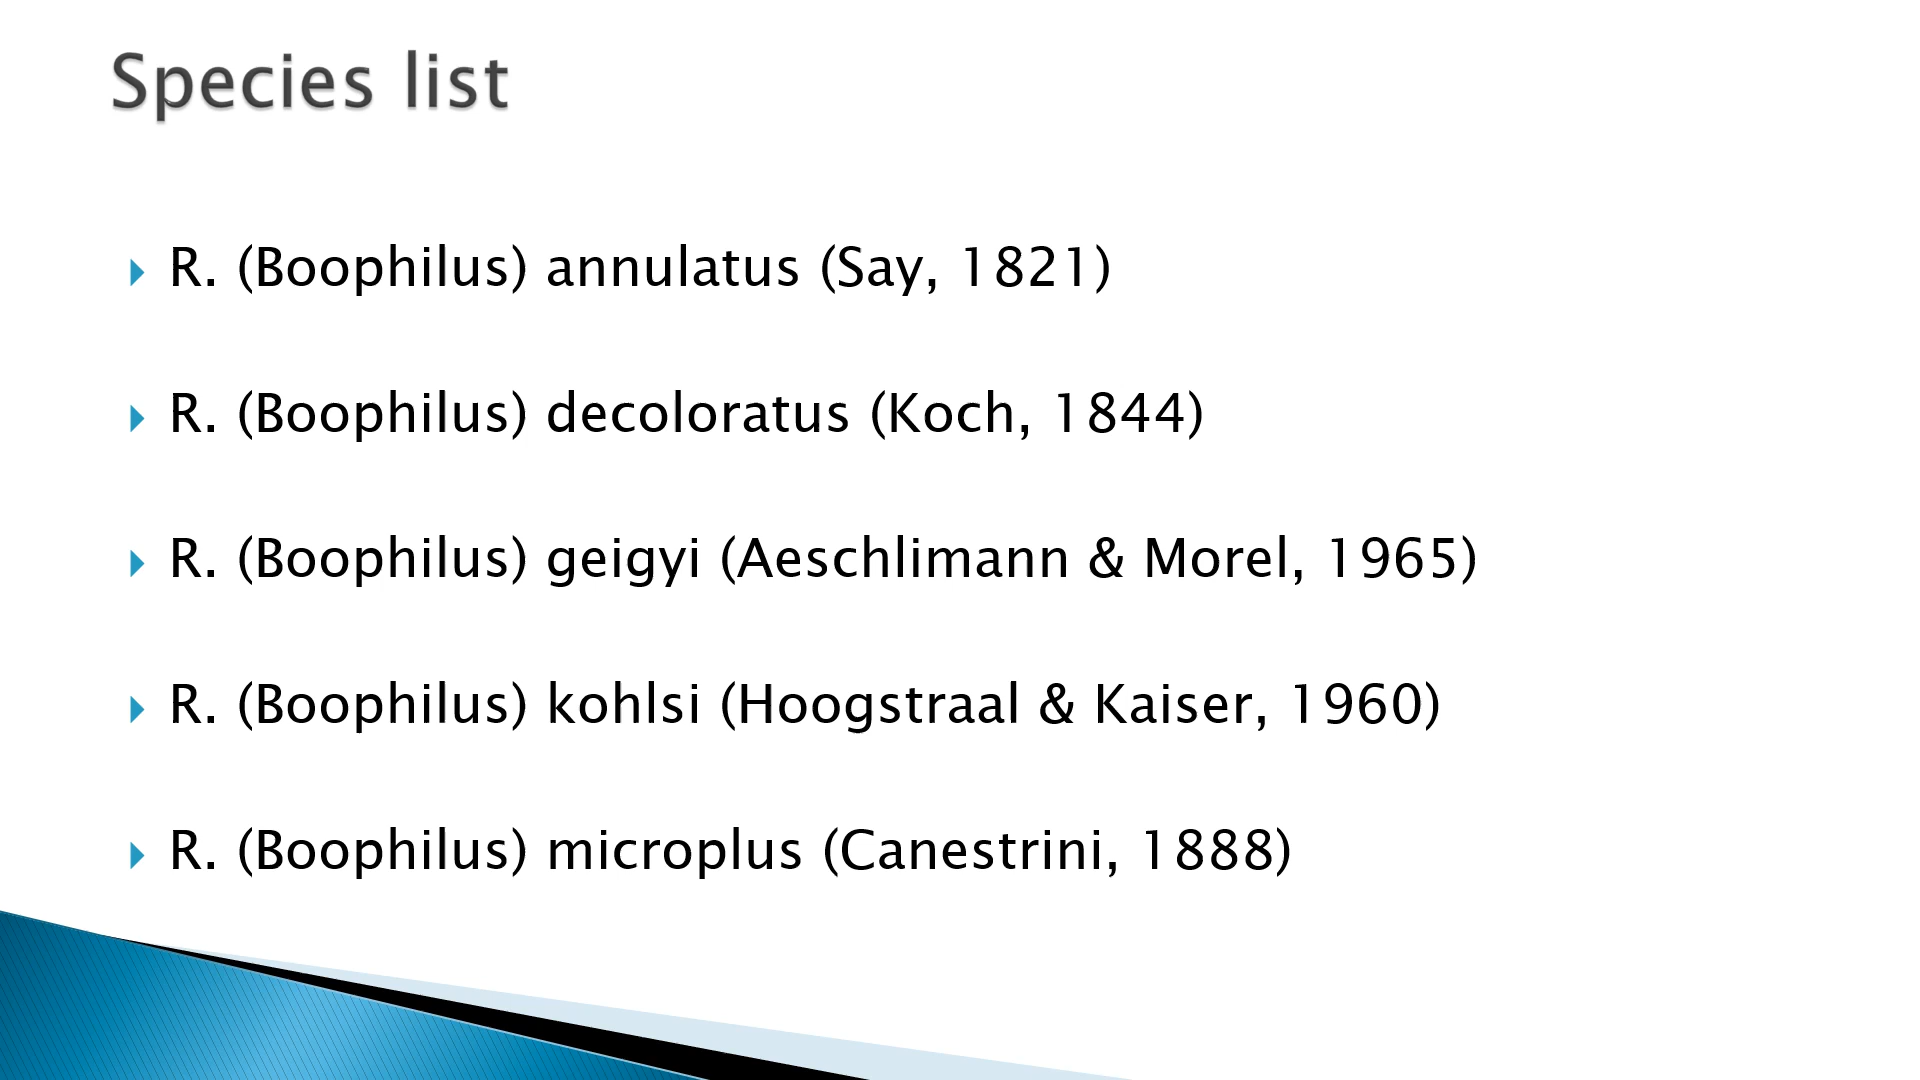 Species list
R. (Boophilus) annulatus (Say, 1821)
R. (Boophilus) decoloratus (Koch, 1844)
R. (Boophilus) geigyi (Aeschlimann & Morel, 1965)
R. (Boophilus) kohlsi (Hoogstraal & Kaiser, 1960)
R. (Boophilus) microplus (Canestrini, 1888)